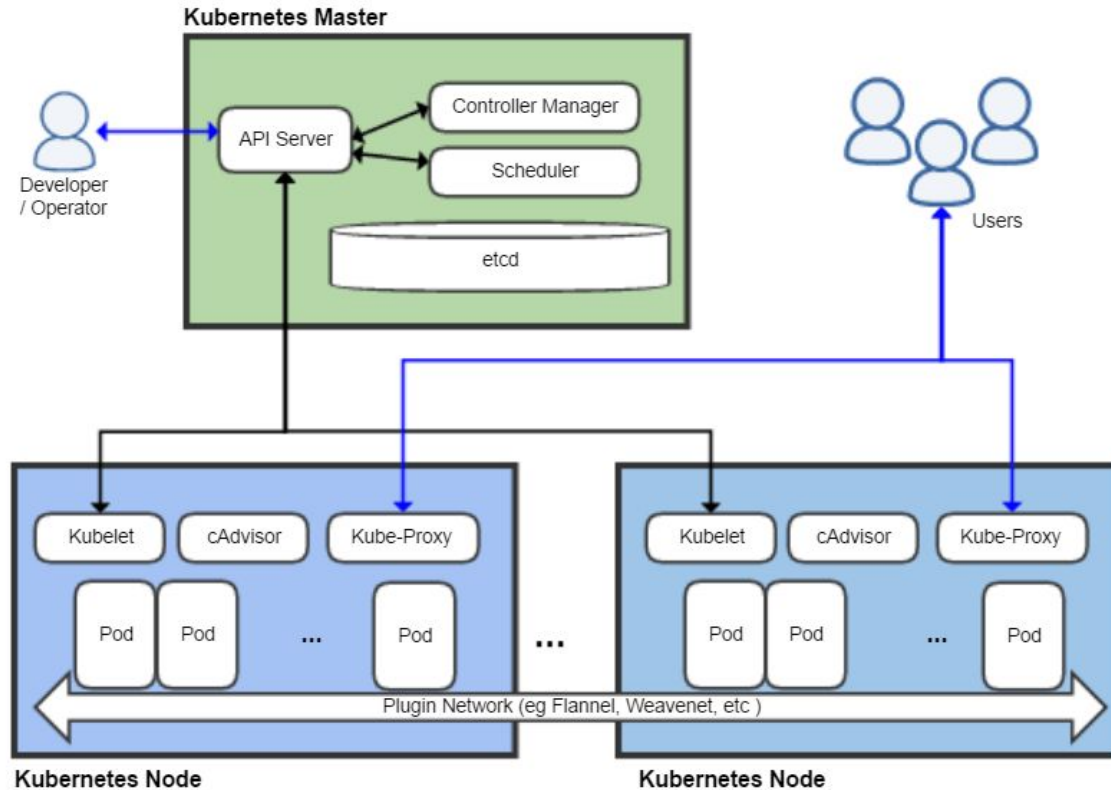 Kubernetes Master
API Server
Controller Manager
Scheduler
etcd
Developer
/ Operator
Users
Kubelet
cAdvisor
Kube-Proxy
Pod
Pod
...
Pod
...
Kubelet
cAdvisor
Kube-Proxy
Pod
Pod
...
Pod
Plugin Network (eg Flannel, Weavenet, etc )
Kubernetes Node
Kubernetes Node